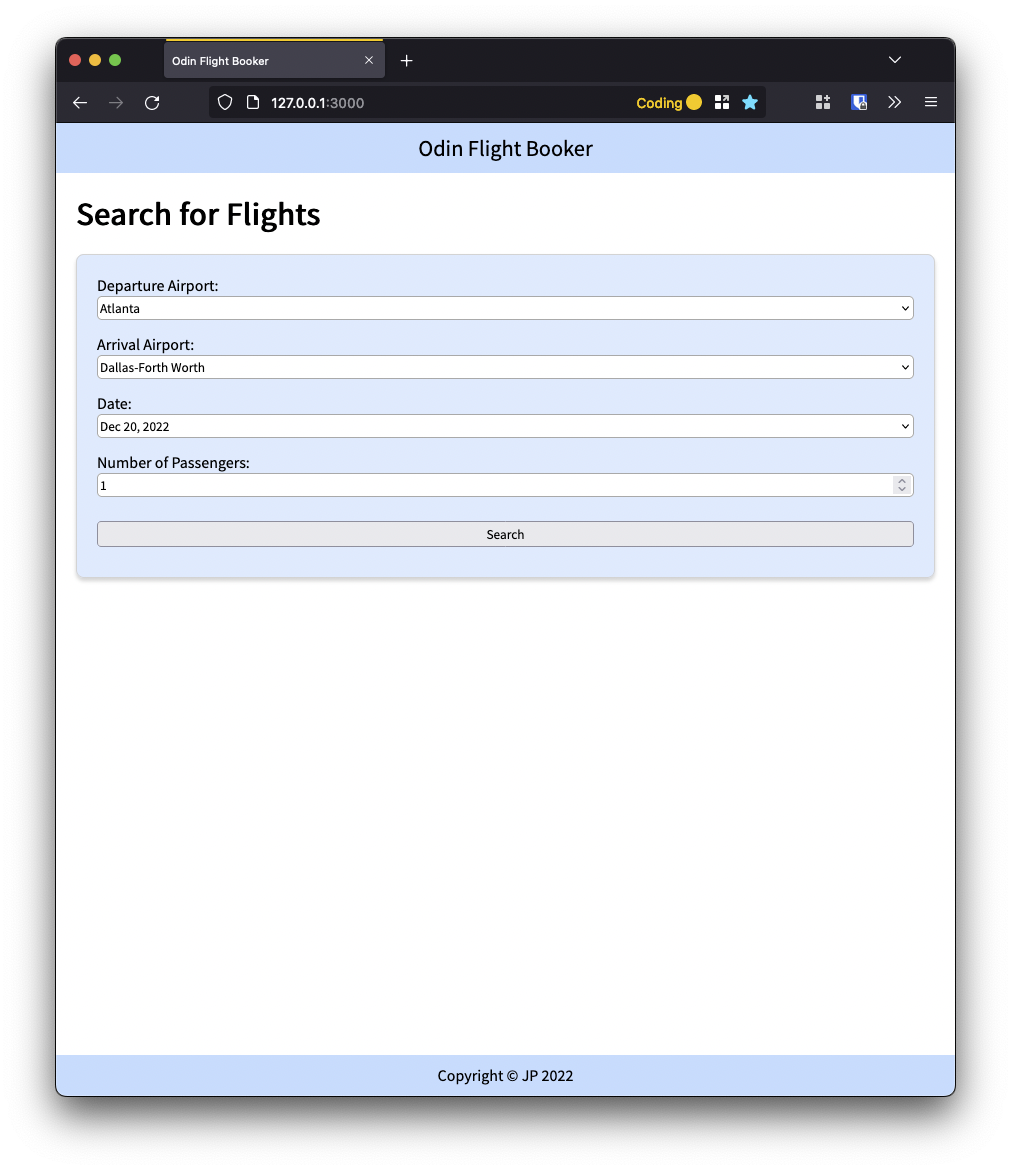 Odin Flight Booker
127.0.0.1:3000
Coding
Odin Flight Booker
Search for Flights
Departure Airport:
Atlanta
Arrival Airport:
Dallas-Forth Worth
Date:
Dec 20, 2022
Number of Passengers:
1
Search
Copyright © JP 2022